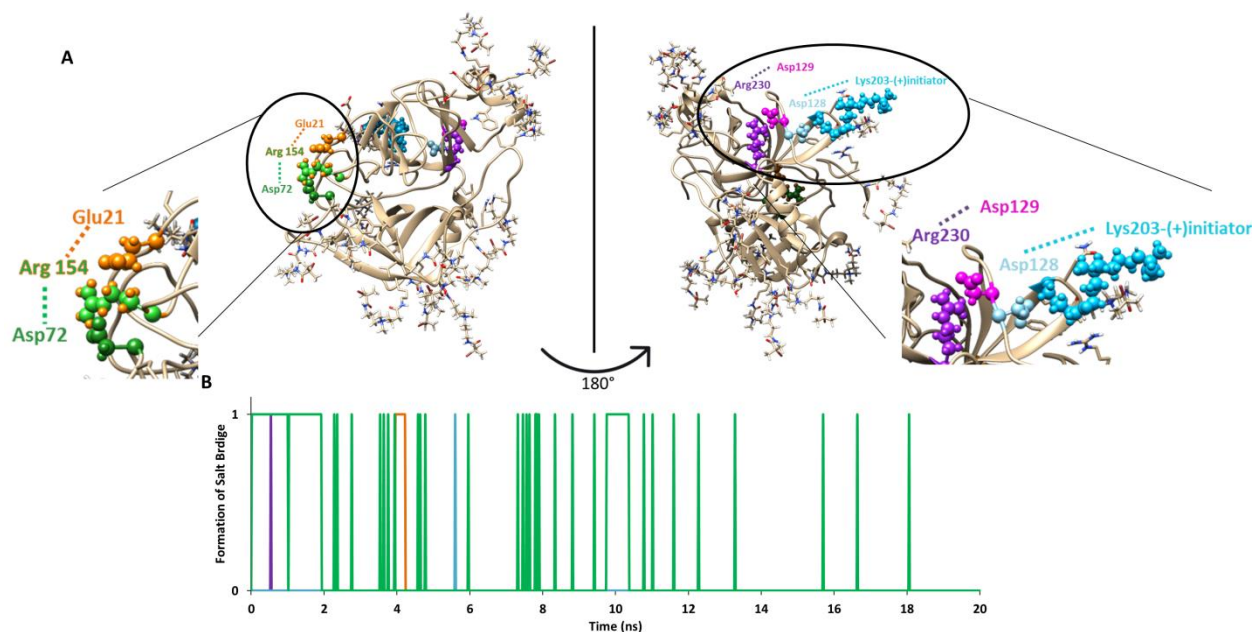 A
Glu21
Arg 154
Asp72
Glu21
Arg 154
Asp72
Asp129
Arg230
Lys203-(+)initiator
Asp128
Asp129
Arg230
Lys203-(+)initiator
Asp128
180°
B
Formation of Salt Brdige
1
0
0 2 4 6 8 10 12 14 16 18 20
Time (ns)